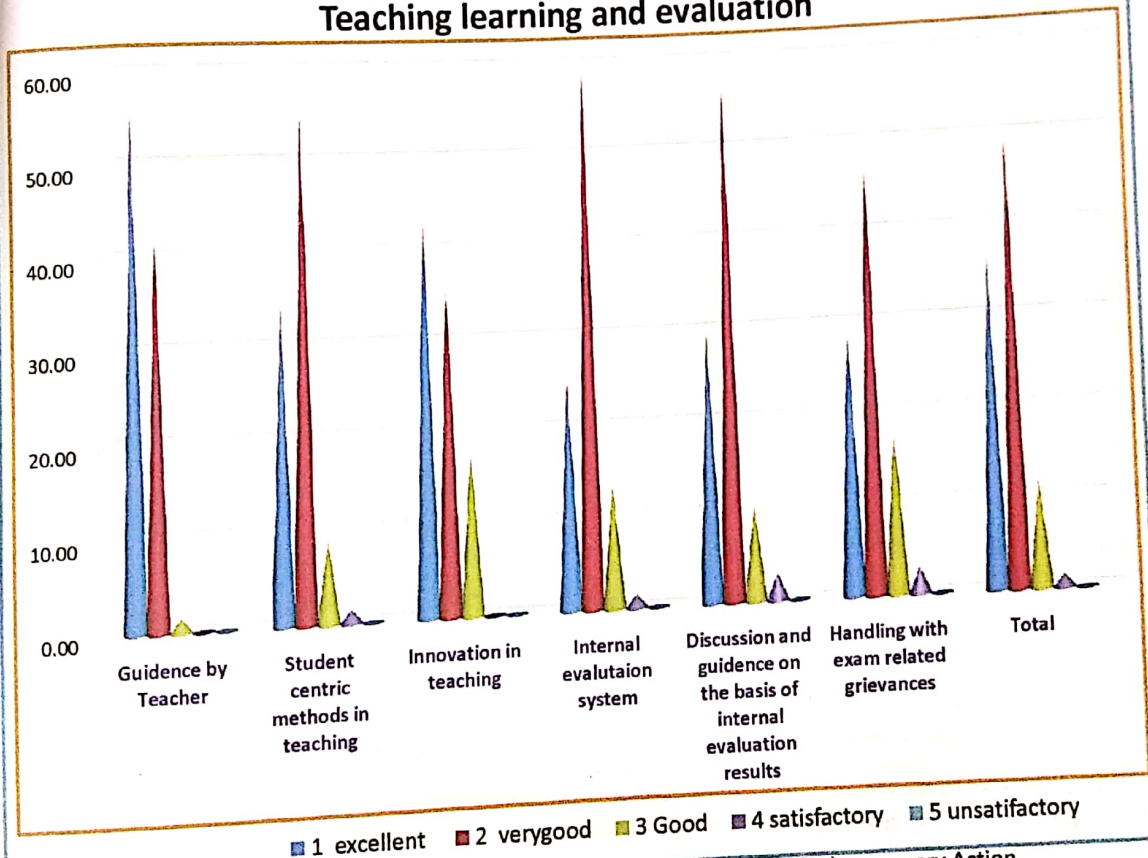 Teaching learning and evaluation
60.00
50.00
40.00
30.00
20.00
10.00
0.00
Guidence by
Teacher
Student
centric
methods in
teaching
Innovation in
teaching
Internal
evalutaion
system
Discussion and
guidence on
the basis of
internal
evaluation
results
Handling with
exam related
grievances
Total
1 excellent 2 verygood 3 Good 4 satisfactory 5 unsatifactory
Action